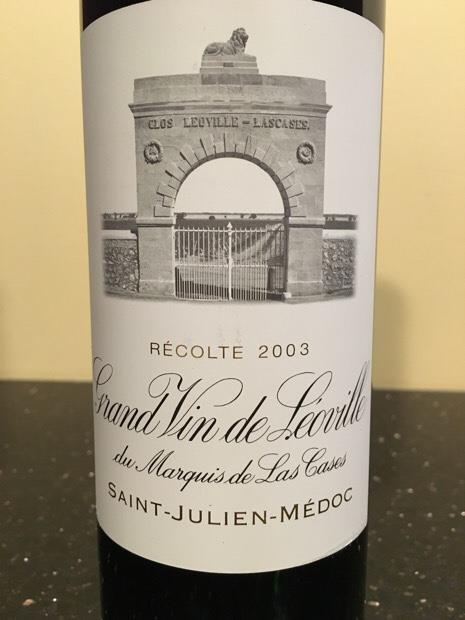 CLOS LEOVILLE-LASCASES.
RÉCOLTE 2003
Grand Vin de Léoville
du Marquis de Las Cases
SAINT-JULIEN-MÉDOC